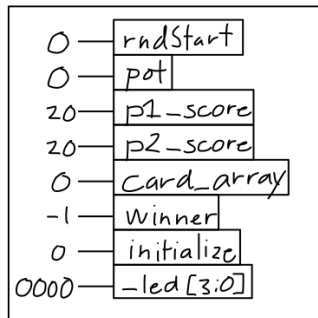 0 — rndStart
0 — pot
20 — p1_score
20 — p2_score
0 — card_array
-1 — winner
0 — initialize
0000 — _led [3:0]